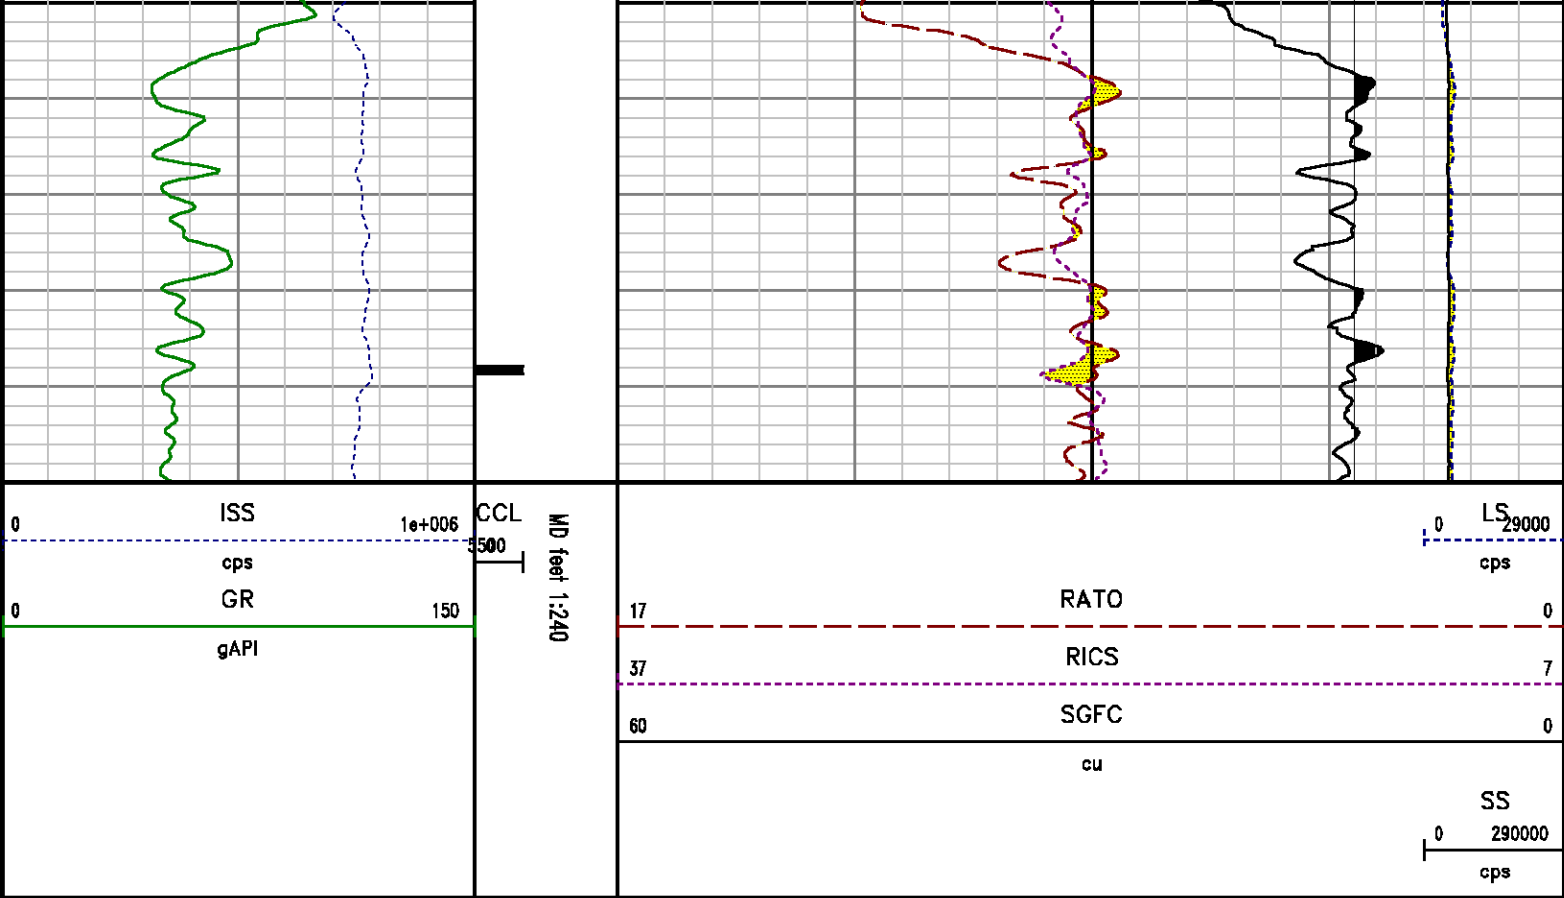 ISS
0 1e+006
cps
GR
0 150
gAPI
CCL
MD feet 1:240
LS
0 29000
cps
RATO
17 0
RICS
37 7
SGFC
60 0
cu
SS
0 290000
cps